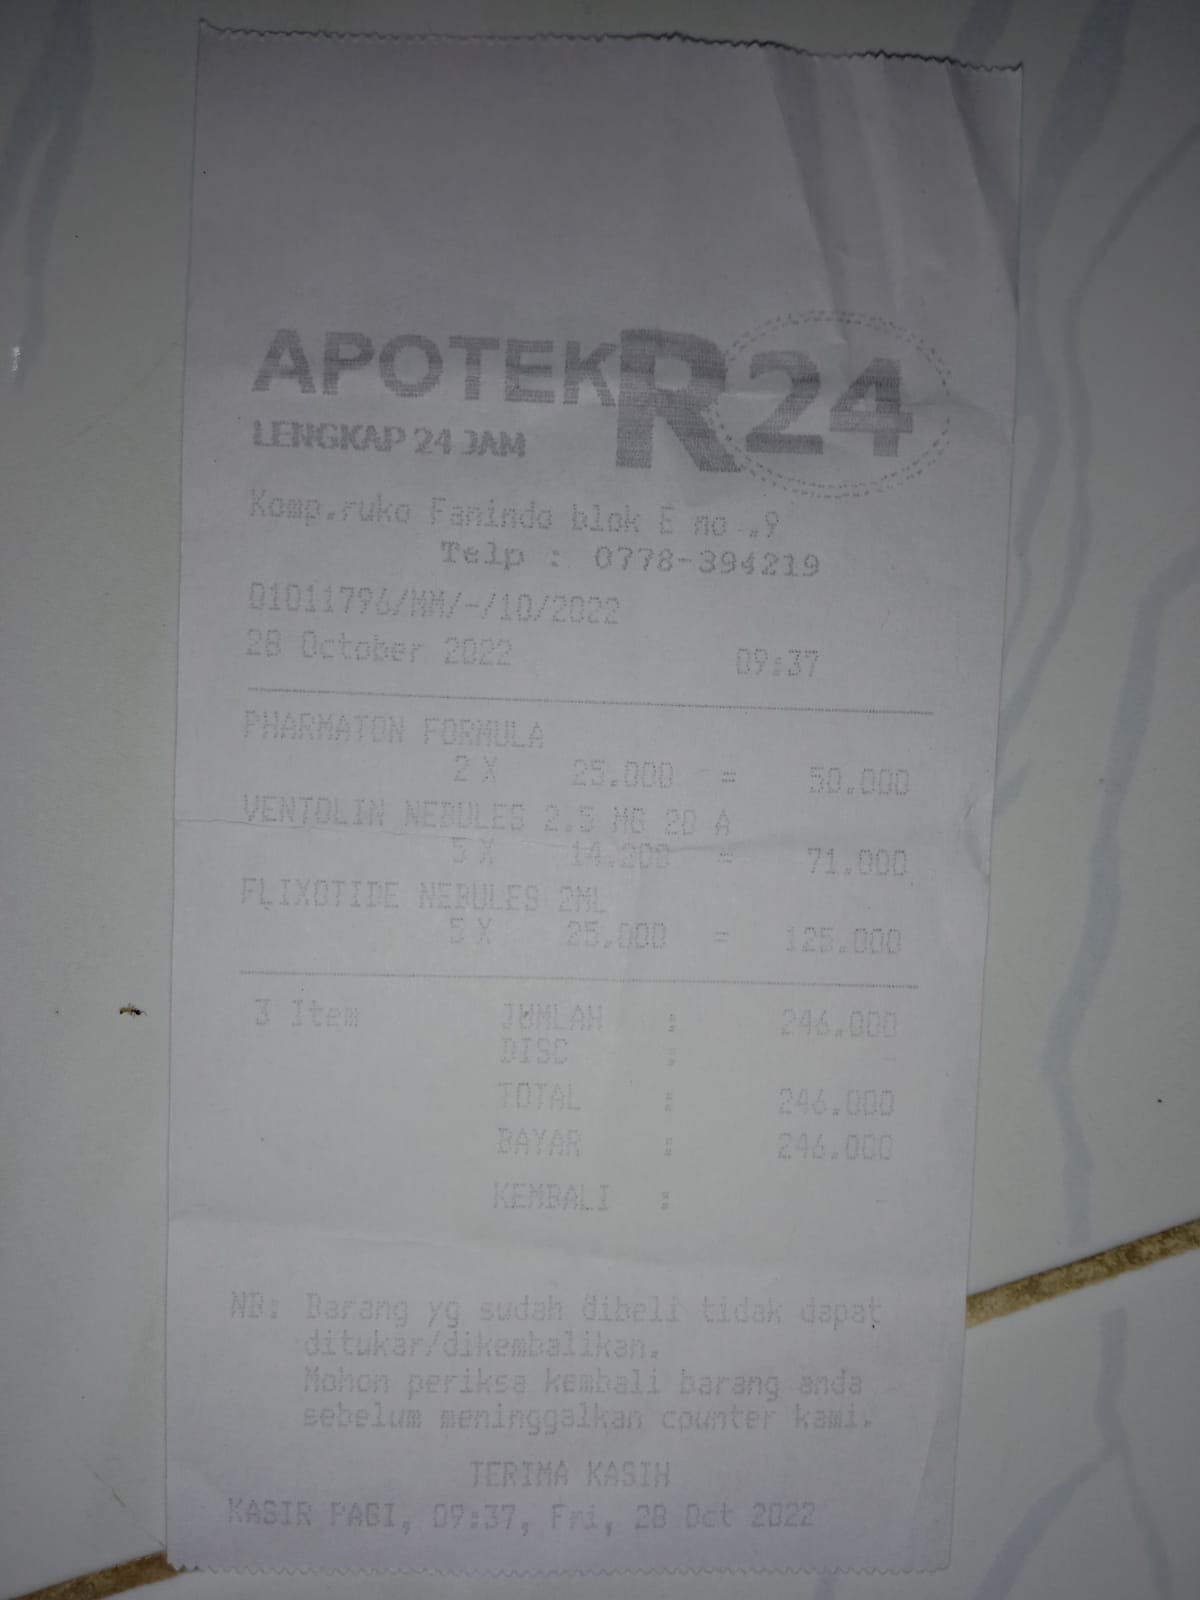 APOTEK R24
LENGKAP 24 JAM
Komp.ruko Fanindo blok E no .9
Telp : 0778-394219
01011796/MM/-/10/2022
28 October 2022 09:37
PHARMATON FORMULA
2 X 25.000 = 50.000
VENTOLIN NEBULES 2.5 MG 20 A
5 X 14.200 = 71.000
FLIXOTIDE NEBULES 2ML
5 X 25.000 = 125.000
3 Item JUMLAH : 246.000
DISC : -
TOTAL : 246.000
BAYAR : 246.000
KEMBALI : -
NB: Barang yg sudah dibeli tidak dapat
ditukar/dikembalikan.
Mohon periksa kembali barang anda
sebelum meninggalkan counter kami.
TERIMA KASIH
KASIR PAGI, 09:37, Fri, 28 Oct 2022